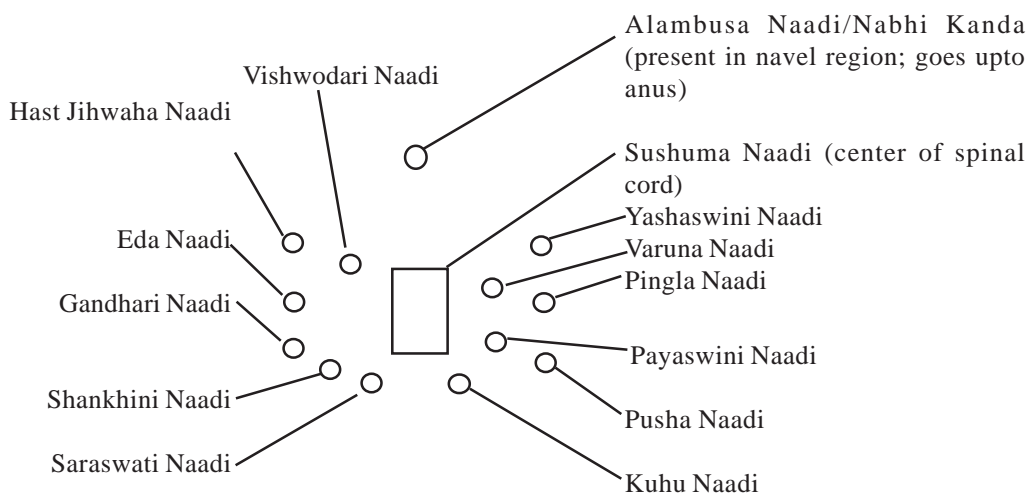 Alambusa Naadi/Nabhi Kanda
(present in navel region; goes upto
anus)
Vishwodari Naadi
Hast Jihwaha Naadi
Sushuma Naadi (center of spinal
cord)
Yashaswini Naadi
Eda Naadi
Varuna Naadi
Pingla Naadi
Gandhari Naadi
Payaswini Naadi
Shankhini Naadi
Pusha Naadi
Saraswati Naadi
Kuhu Naadi